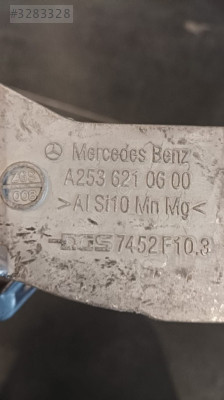 #3283328
Mercedes Benz
A253 621 06 00
>Al Si10 Mn Mg<
7452 F10.3